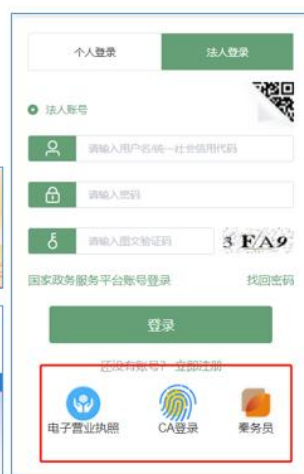 个人登录 法人登录
法人账号
请输入用户名/统一社会信用代码
请输入密码
请输入图文验证码 3 FA9
国家政务服务平台账号登录 找回密码
登录
还没有账号? 立即注册
电子营业执照 CA登录 秦务员